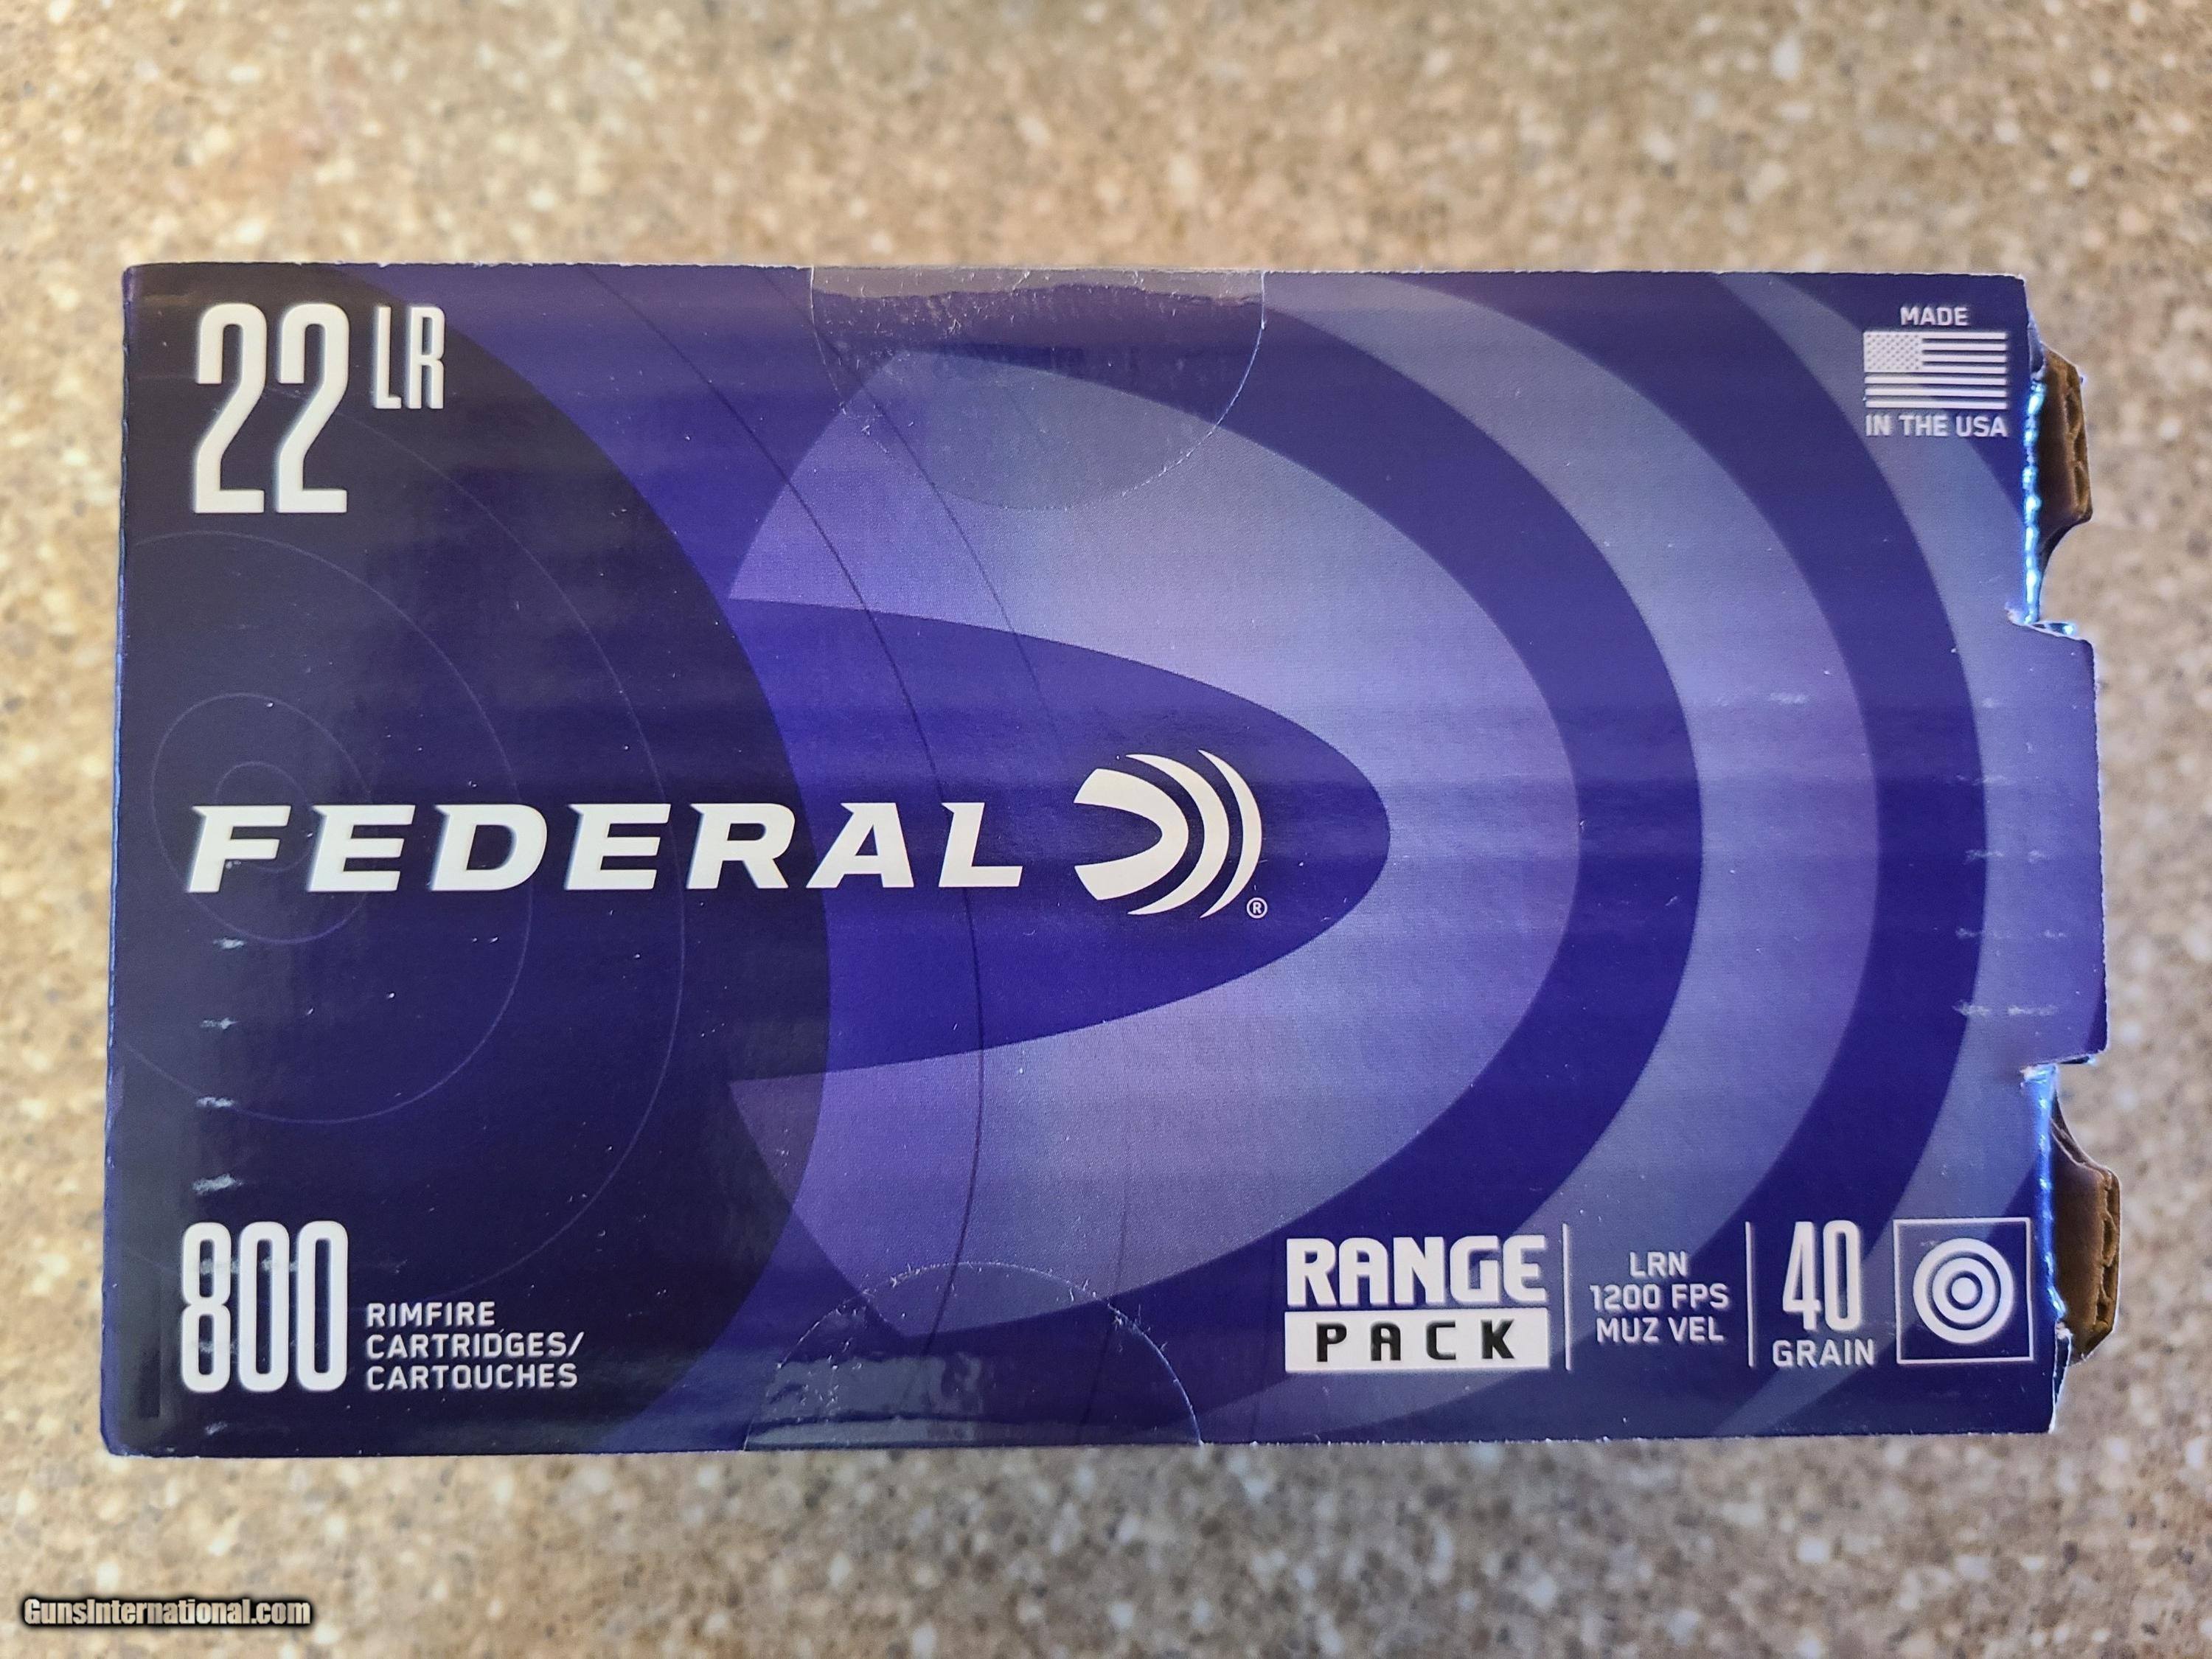 22 LR
MADE
IN THE USA
FEDERAL
®
800
RIMFIRE
CARTRIDGES/
CARTOUCHES
RANGE
PACK
LRN
1200 FPS
MUZ VEL
40
GRAIN
GunsInternational.com